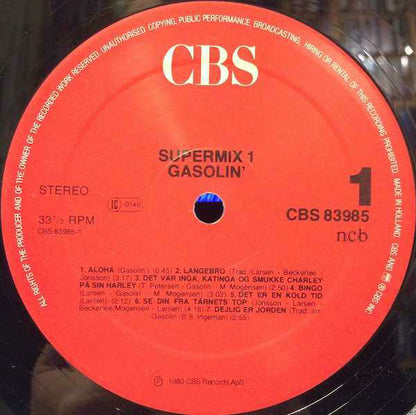 ALL RIGHTS OF THE PRODUCER AND OF THE OWNER OF THE RECORDED WORK RESERVED. UNAUTHORISED COPYING, PUBLIC PERFORMANCE, BROADCASTING, HIRING OR RENTAL OF THIS RECORDING PROHIBITED. MADE IN HOLLAND.
CBS
SUPERMIX 1
GASOLIN'
STEREO
-0149
1
33⅓ RPM
CBS 83985
CBS 83985-1
ncb
1. ALOHA (Gasolin') (0:45) 2. LANGEBRO (Trad./Larsen - Beckerlee-
Jönsson) (3:17) 3. DET VAR INGA, KATINGA OG SMUKKE CHARLEY
PÅ SIN HARLEY (T. Petersen - Gasolin' - M. Mogensen) (2:50) 4. BINGO
(Larsen - Gasolin' - M. Mogensen) (3:02) 5. DET ER EN KOLD TID
(Larsen) (2:12) 6. SE DIN FRA TÅRNETS TOP (Jönsson - Larsen -
Beckerlee/Mogensen - Larsen) (4:16) 7. DEJLIG ER JORDEN (Trad. arr.
Gasolin'/B.S. Ingeman) (2:55)
℗ 1980 CBS Records ApS